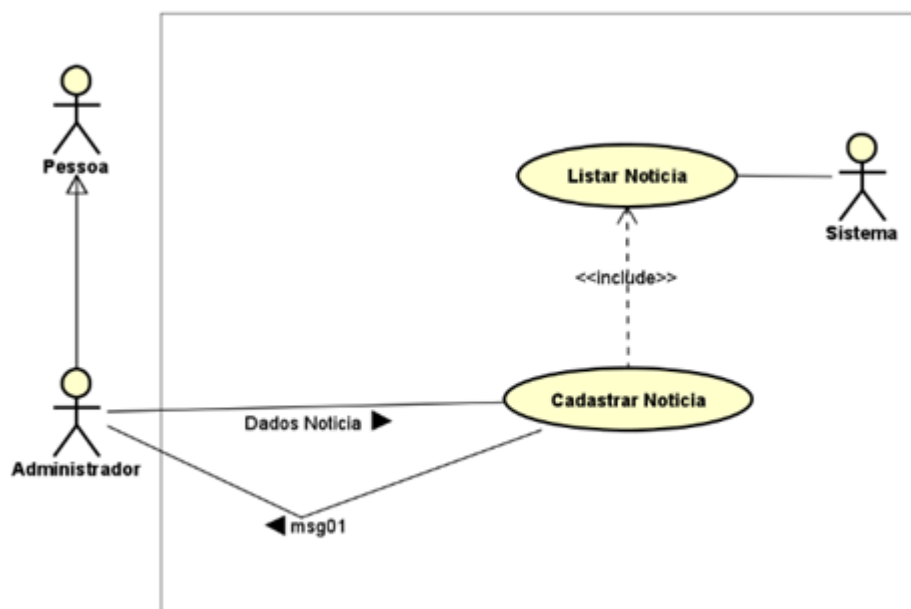 Pessoa
Listar Noticia
Sistema
<<include>>
Cadastrar Noticia
Dados Noticia
Administrador
msg01